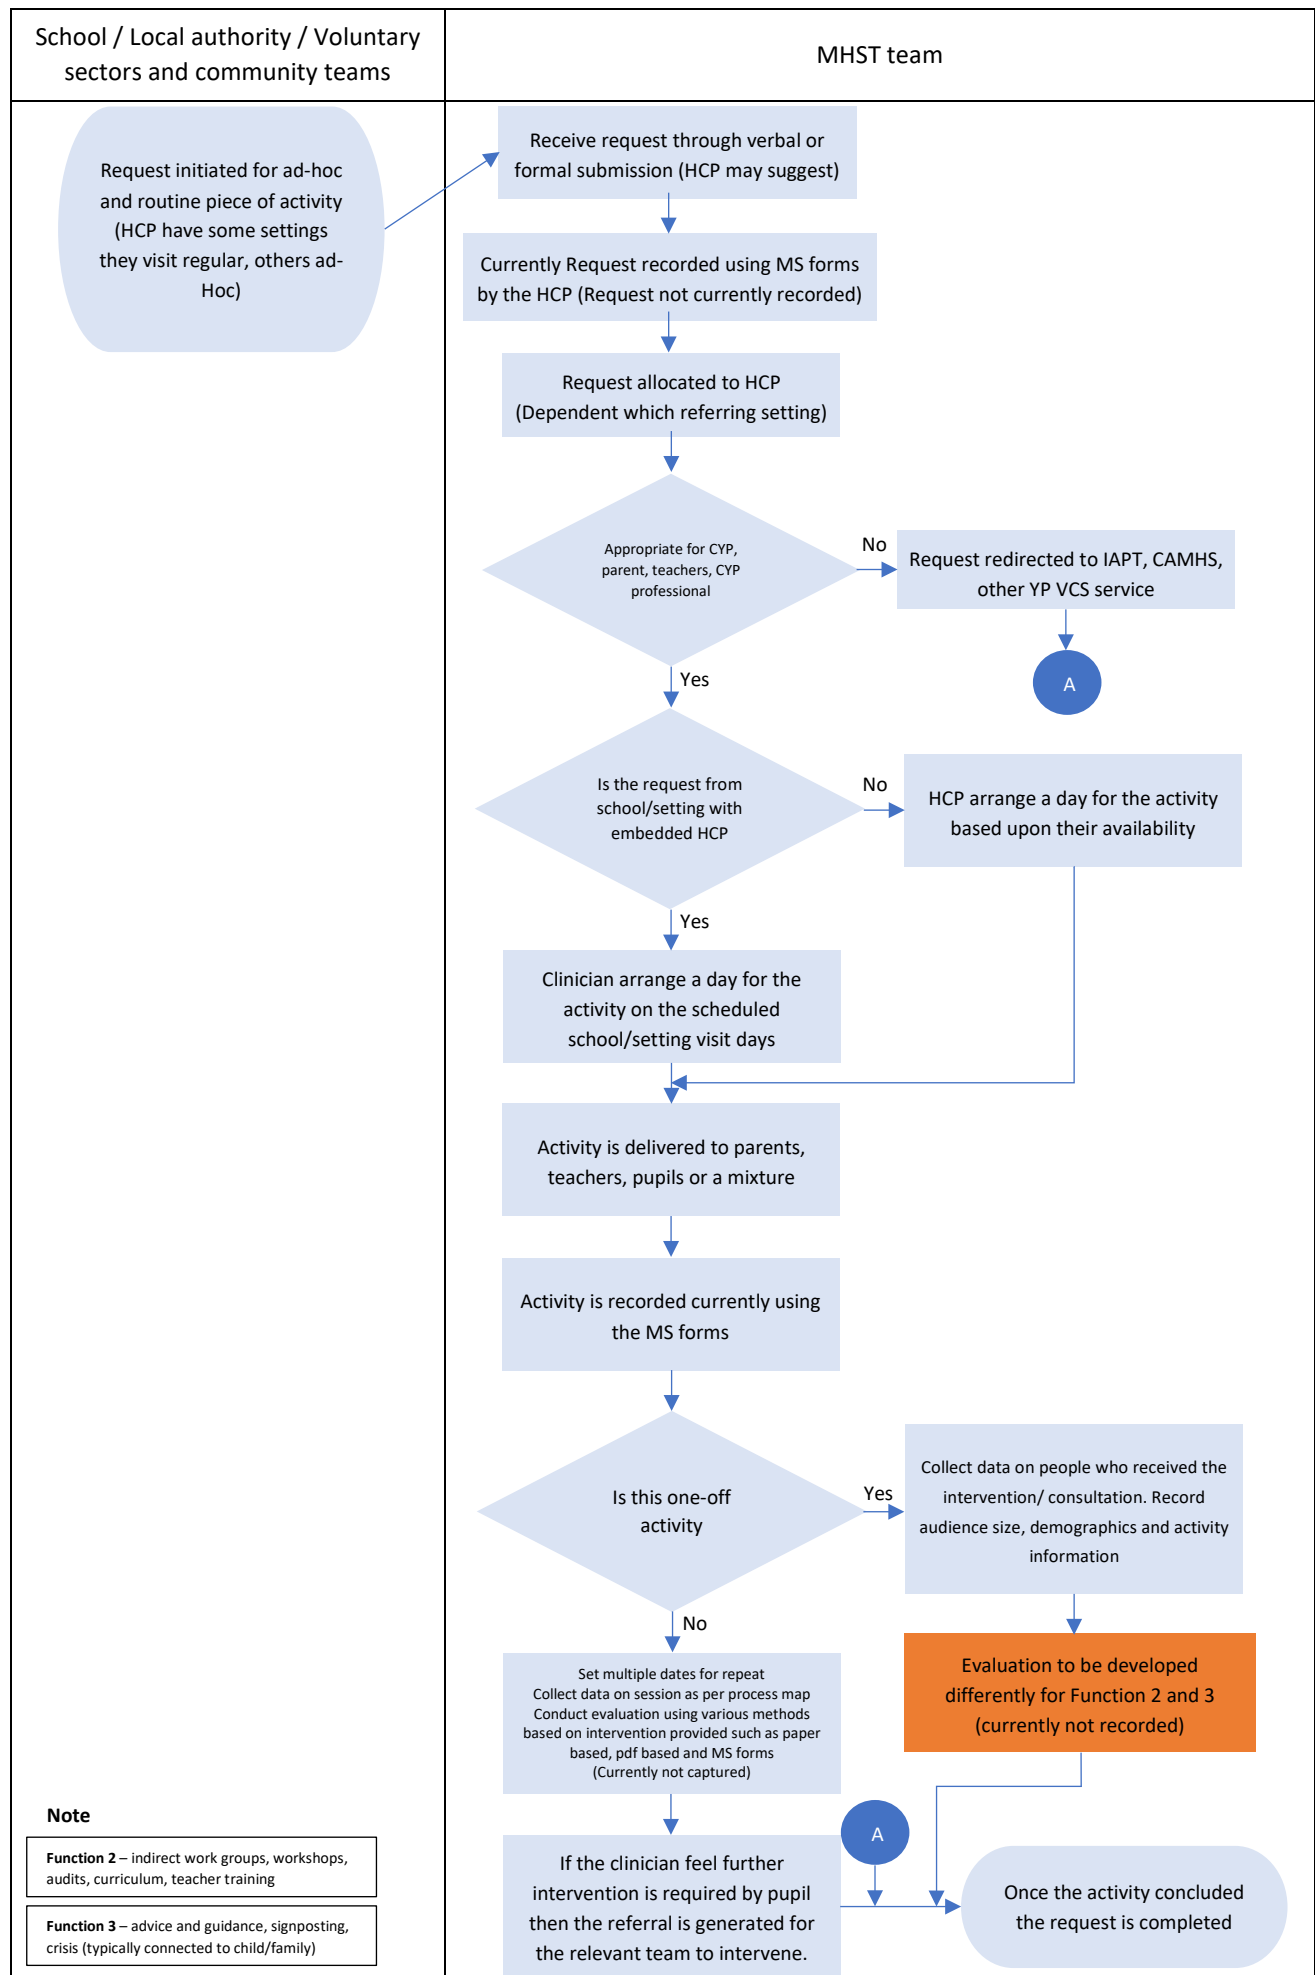 School / Local authority / Voluntary
sectors and community teams
MHST team
Request initiated for ad-hoc
and routine piece of activity
(HCP have some settings
they visit regular, others ad-
Hoc)
Receive request through verbal or
formal submission (HCP may suggest)
Currently Request recorded using MS forms
by the HCP (Request not currently recorded)
Request allocated to HCP
(Dependent which referring setting)
Appropriate for CYP,
parent, teachers, CYP
professional
No
Request redirected to IAPT, CAMHS,
other YP VCS service
A
Yes
Is the request from
school/setting with
embedded HCP
No
HCP arrange a day for the activity
based upon their availability
Yes
Clinician arrange a day for the
activity on the scheduled
school/setting visit days
Activity is delivered to parents,
teachers, pupils or a mixture
Activity is recorded currently using
the MS forms
Is this one-off
activity
Yes
Collect data on people who received the
intervention/ consultation. Record
audience size, demographics and activity
information
No
Evaluation to be developed
differently for Function 2 and 3
(currently not recorded)
Set multiple dates for repeat
Collect data on session as per process map
Conduct evaluation using various methods
based on intervention provided such as paper
based, pdf based and MS forms
(Currently not captured)
A
If the clinician feel further
intervention is required by pupil
then the referral is generated for
the relevant team to intervene.
Once the activity concluded
the request is completed
Note
Function 2 – indirect work groups, workshops,
audits, curriculum, teacher training
Function 3 – advice and guidance, signposting,
crisis (typically connected to child/family)